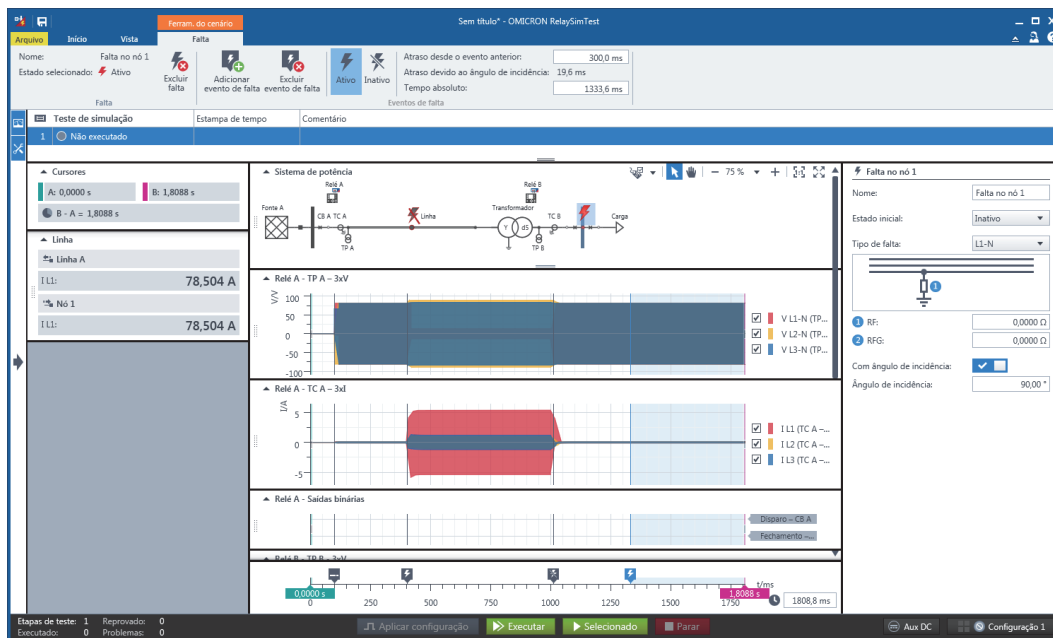 Ferram. do cenário
Sem título* - OMICRON RelaySimTest
Arquivo
Início
Vista
Falta
Nome: Falta no nó 1
Estado selecionado: Ativo
Excluir falta
Adicionar evento de falta
Excluir evento de falta
Ativo
Inativo
Atraso desde o evento anterior: 300,0 ms
Atraso devido ao ângulo de incidência: 19,6 ms
Tempo absoluto: 1333,6 ms
Falta
Eventos de falta
Teste de simulação
Estampa de tempo
Comentário
1 Não executado
Cursores
A: 0,0000 s
B: 1,8088 s
B - A = 1,8088 s
Linha
Linha A
I L1: 78,504 A
Nó 1
I L1: 78,504 A
Sistema de potência
75 %
Relé A
Relé B
Fonte A
CB A
TC A
Linha
Transformador
TC B
Carga
Y
d5
TP A
TP B
Relé A - TP A – 3xV
V/V
100
50
0
-50
-100
V L1-N (TP...
V L2-N (TP...
V L3-N (TP...
Relé A - TC A – 3xI
I/A
5
0
-5
I L1 (TC A –...
I L2 (TC A –...
I L3 (TC A –...
Relé A - Saídas binárias
Disparo – CB A
Fechamento –...
Relé B - TP B - 3xV
0,0000 s
1,8088 s
t/ms
0
250
500
750
1000
1250
1500
1750
1808,8 ms
Falta no nó 1
Nome: Falta no nó 1
Estado inicial: Inativo
Tipo de falta: L1-N
1
1 RF: 0,0000 Ω
2 RFG: 0,0000 Ω
Com ângulo de incidência:
Ângulo de incidência: 90,00 °
Etapas de teste: 1 Reprovado: 0
Executado: 0 Problemas: 0
Aplicar configuração
Executar
Selecionado
Parar
Aux DC
Configuração 1